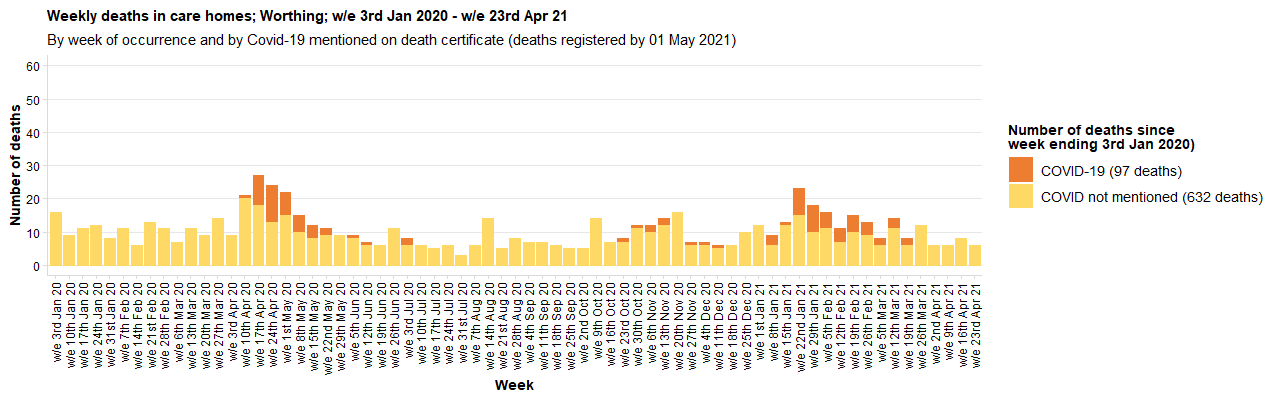 Weekly deaths in care homes; Worthing; w/e 3rd Jan 2020 - w/e 23rd Apr 21
By week of occurrence and by Covid-19 mentioned on death certificate (deaths registered by 01 May 2021)
Number of deaths
60
50
40
30
20
10
0
w/e 3rd Jan 20
w/e 10th Jan 20
w/e 17th Jan 20
w/e 24th Jan 20
w/e 31st Jan 20
w/e 7th Feb 20
w/e 14th Feb 20
w/e 21st Feb 20
w/e 28th Feb 20
w/e 6th Mar 20
w/e 13th Mar 20
w/e 20th Mar 20
w/e 27th Mar 20
w/e 3rd Apr 20
w/e 10th Apr 20
w/e 17th Apr 20
w/e 24th Apr 20
w/e 1st May 20
w/e 8th May 20
w/e 15th May 20
w/e 22nd May 20
w/e 29th May 20
w/e 5th Jun 20
w/e 12th Jun 20
w/e 19th Jun 20
w/e 26th Jun 20
w/e 3rd Jul 20
w/e 10th Jul 20
w/e 17th Jul 20
w/e 24th Jul 20
w/e 31st Jul 20
w/e 7th Aug 20
w/e 14th Aug 20
w/e 21st Aug 20
w/e 28th Aug 20
w/e 4th Sep 20
w/e 11th Sep 20
w/e 18th Sep 20
w/e 25th Sep 20
w/e 2nd Oct 20
w/e 9th Oct 20
w/e 16th Oct 20
w/e 23rd Oct 20
w/e 30th Oct 20
w/e 6th Nov 20
w/e 13th Nov 20
w/e 20th Nov 20
w/e 27th Nov 20
w/e 4th Dec 20
w/e 11th Dec 20
w/e 18th Dec 20
w/e 25th Dec 20
w/e 1st Jan 21
w/e 8th Jan 21
w/e 15th Jan 21
w/e 22nd Jan 21
w/e 29th Jan 21
w/e 5th Feb 21
w/e 12th Feb 21
w/e 19th Feb 21
w/e 26th Feb 21
w/e 5th Mar 21
w/e 12th Mar 21
w/e 19th Mar 21
w/e 26th Mar 21
w/e 2nd Apr 21
w/e 9th Apr 21
w/e 16th Apr 21
w/e 23rd Apr 21
Week
Number of deaths since
week ending 3rd Jan 2020)
COVID-19 (97 deaths)
COVID not mentioned (632 deaths)